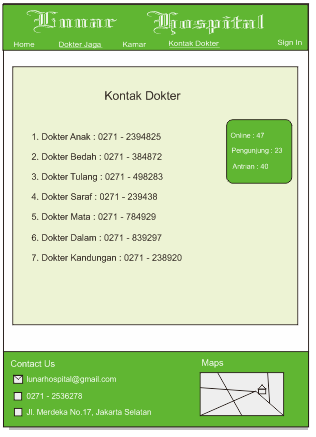 Lunar Hospital
Home Dokter Jaga Kamar Kontak Dokter Sign In
Kontak Dokter
1. Dokter Anak : 0271 - 2394825
2. Dokter Bedah : 0271 - 384872
3. Dokter Tulang : 0271 - 498283
4. Dokter Saraf : 0271 - 239438
5. Dokter Mata : 0271 - 784929
6. Dokter Dalam : 0271 - 839297
7. Dokter Kandungan : 0271 - 238920
Online : 47
Pengunjung : 23
Antrian : 40
Contact Us
lunarhospital@gmail.com
0271 - 2536278
Jl. Merdeka No.17, Jakarta Selatan
Maps